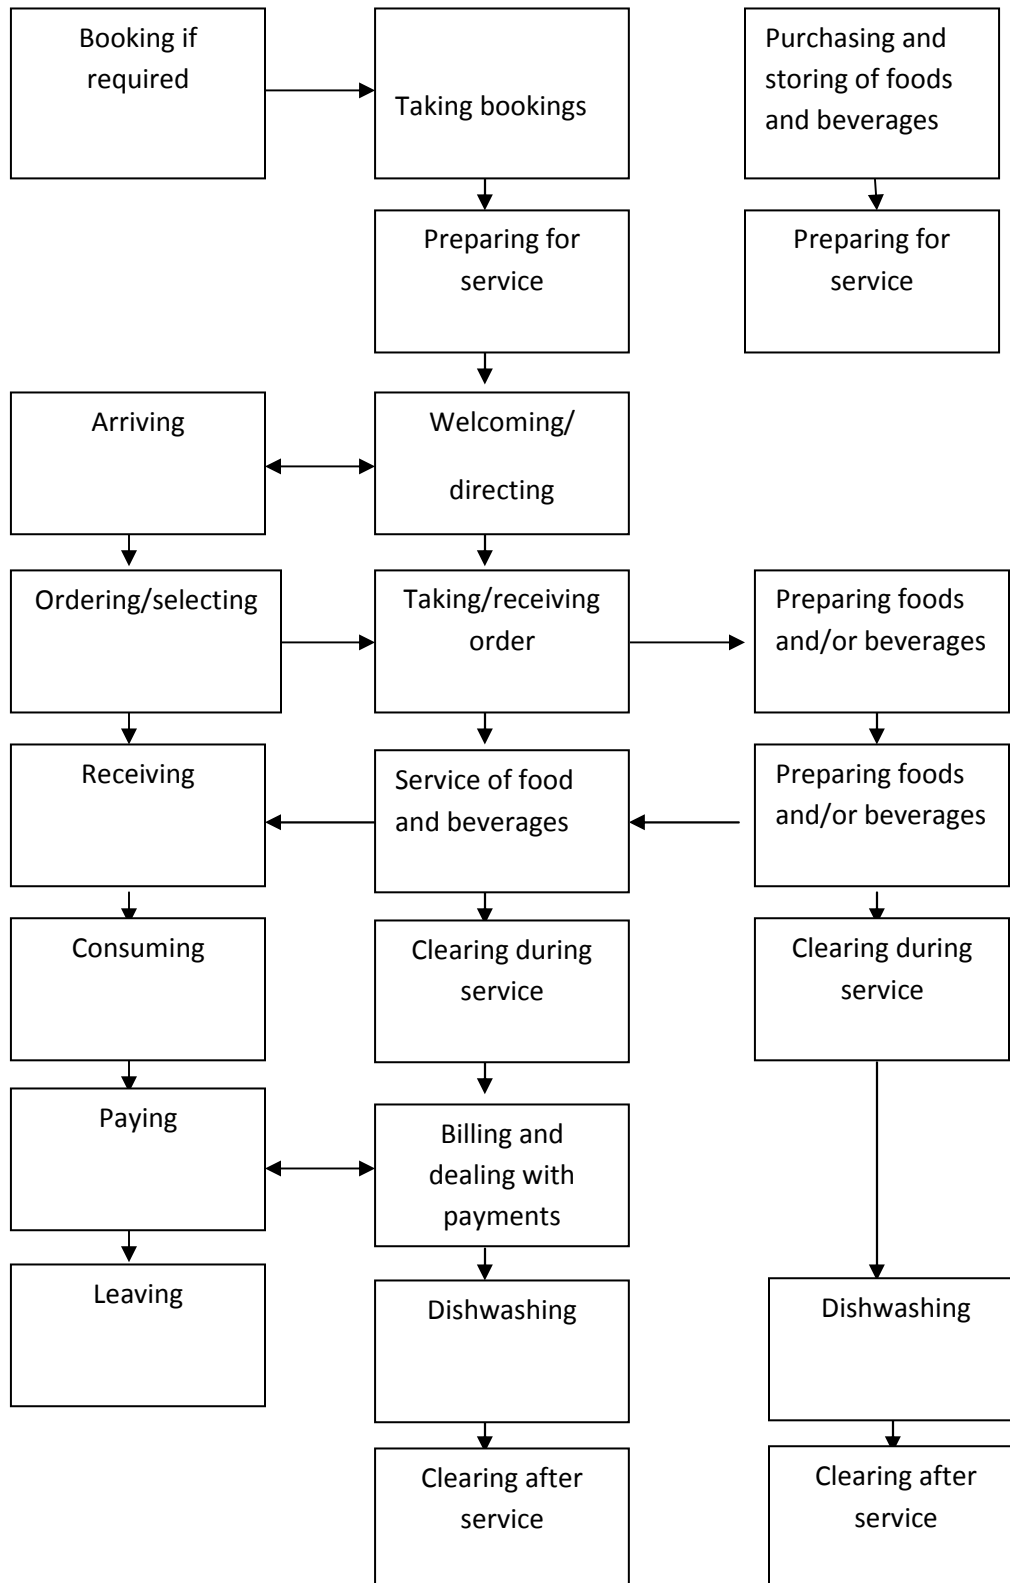 Booking if
required
Taking bookings
Purchasing and
storing of foods
and beverages
Preparing for
service
Preparing for
service
Arriving
Welcoming/
directing
Ordering/selecting
Taking/receiving
order
Preparing foods
and/or beverages
Receiving
Service of food
and beverages
Preparing foods
and/or beverages
Consuming
Clearing during
service
Clearing during
service
Paying
Billing and
dealing with
payments
Leaving
Dishwashing
Dishwashing
Clearing after
service
Clearing after
service